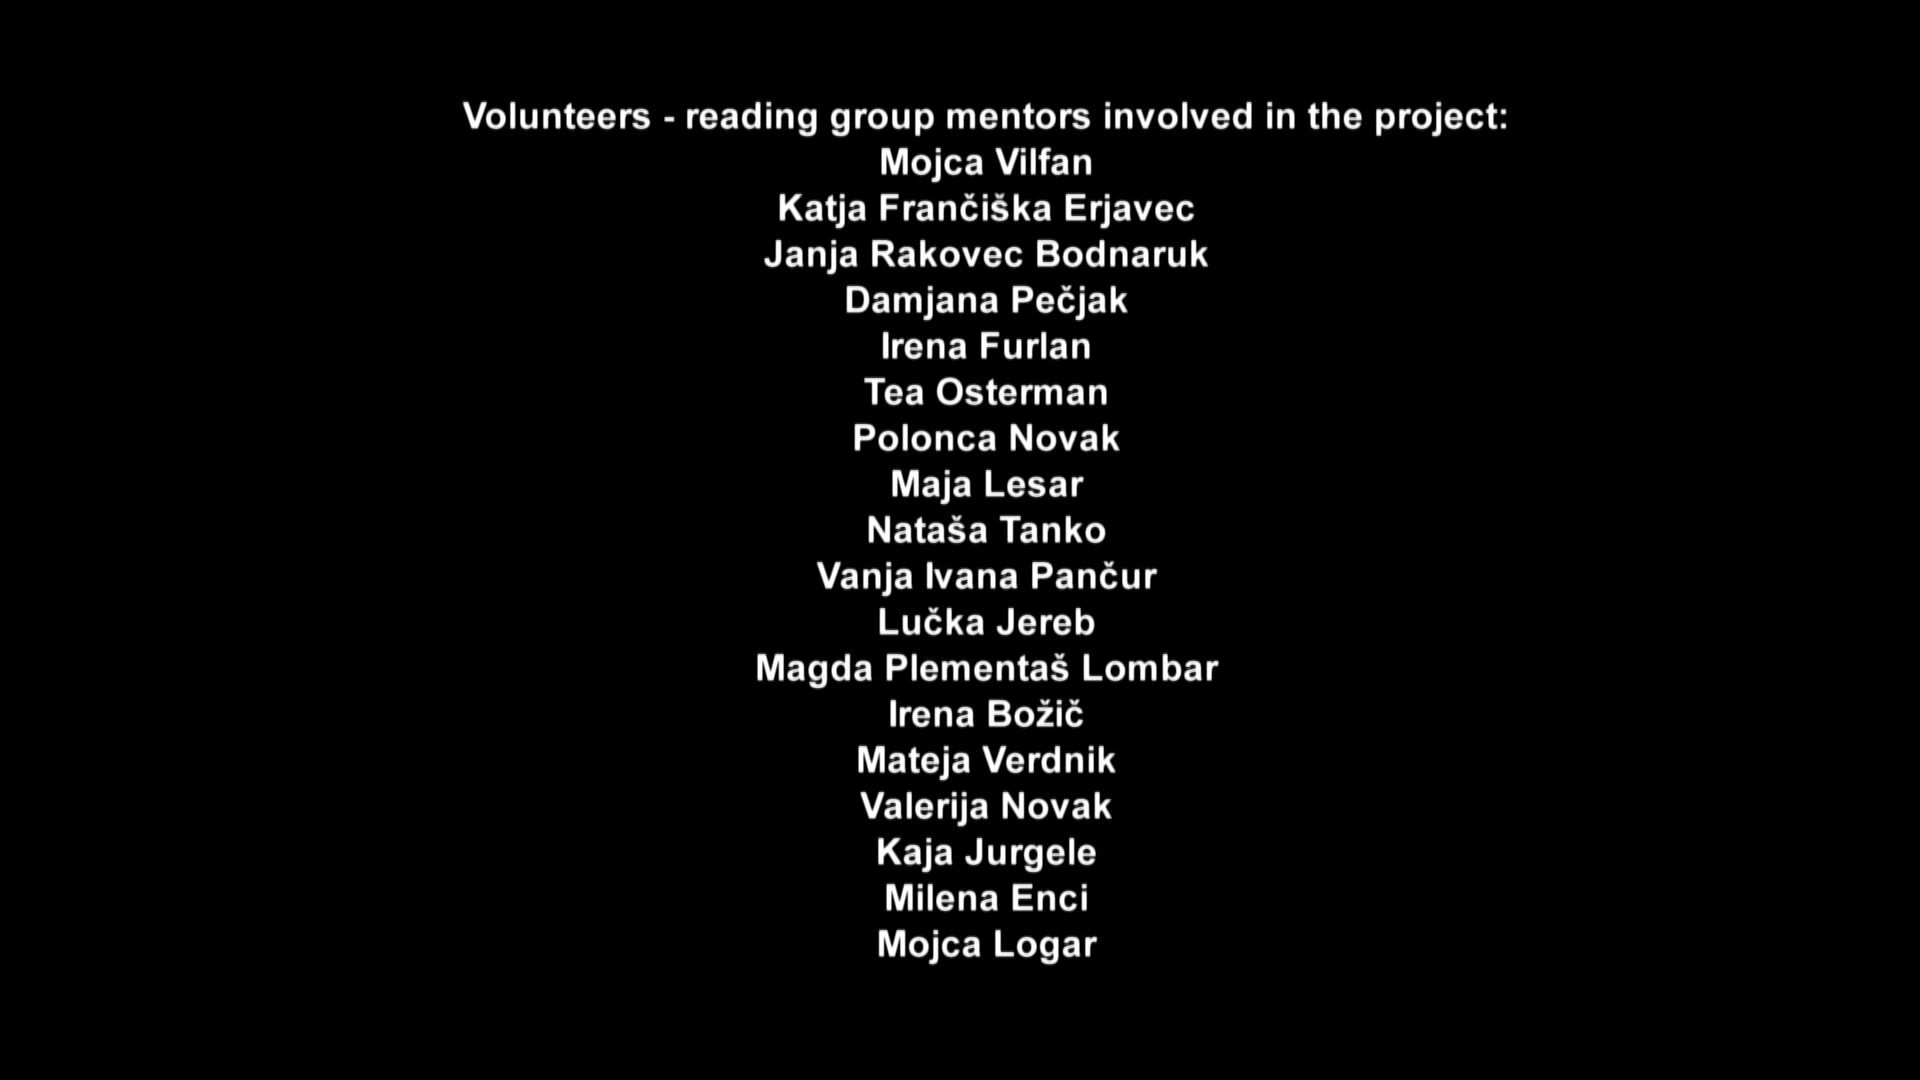 Volunteers - reading group mentors involved in the project:
Mojca Vilfan
Katja Frančiška Erjavec
Janja Rakovec Bodnaruk
Damjana Pečjak
Irena Furlan
Tea Osterman
Polonca Novak
Maja Lesar
Nataša Tanko
Vanja Ivana Pančur
Lučka Jereb
Magda Plementaš Lombar
Irena Božič
Mateja Verdnik
Valerija Novak
Kaja Jurgele
Milena Enci
Mojca Logar